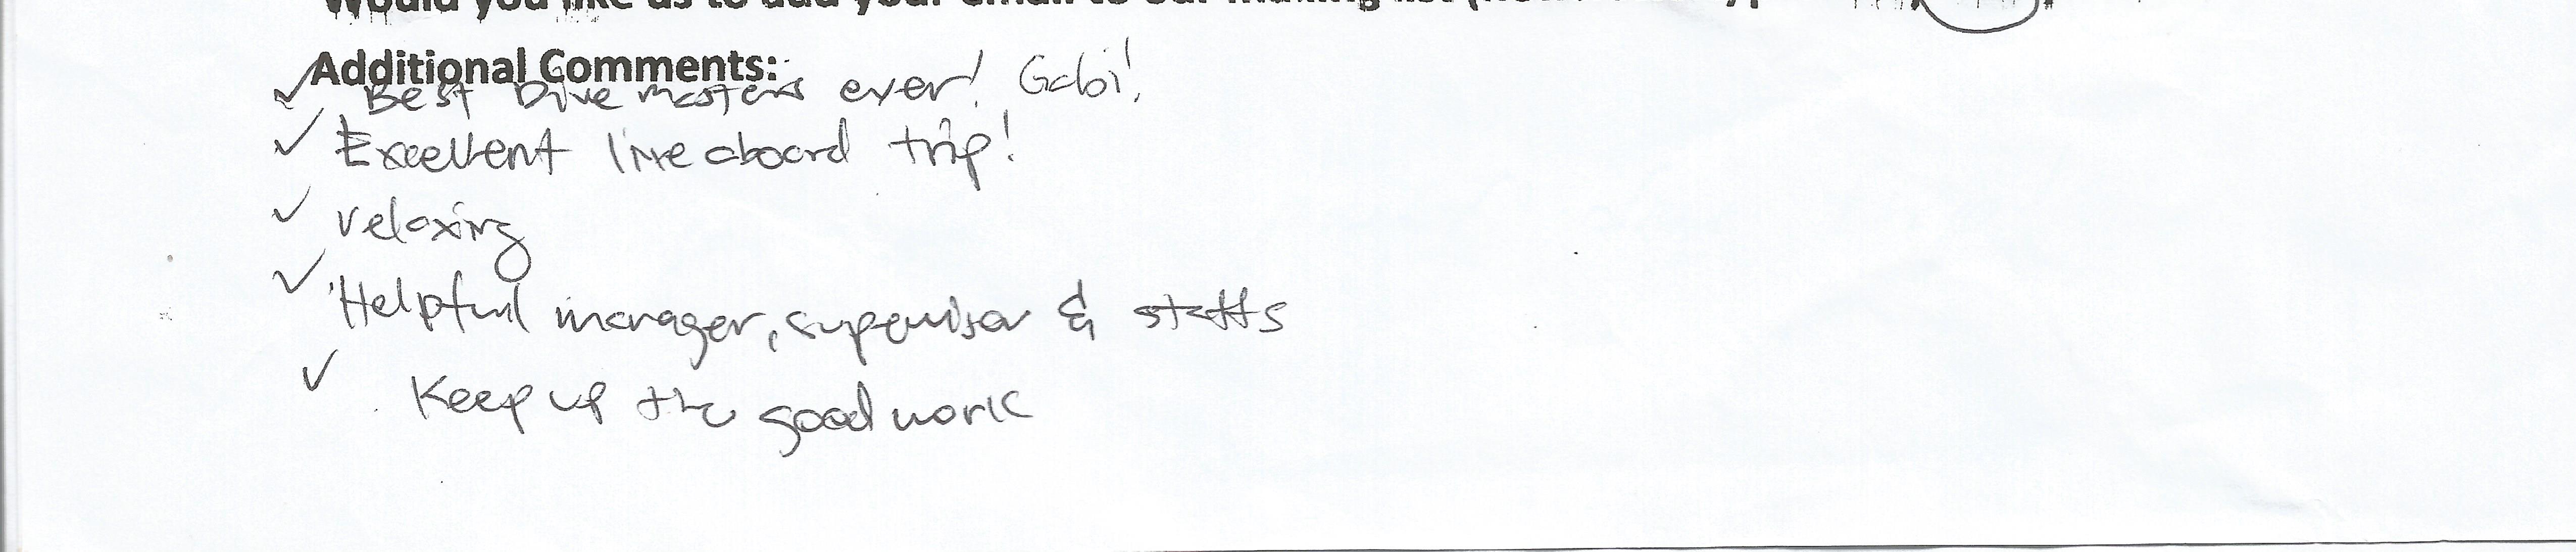 Would you like us to add your email to our mailing list
Additional Comments:
✓ Best Dive masters ever! Gabi!
✓ Excellent liveaboard trip!
✓ relaxing
✓ Helpful manager, supervisor & staffs
✓ Keep up the good work